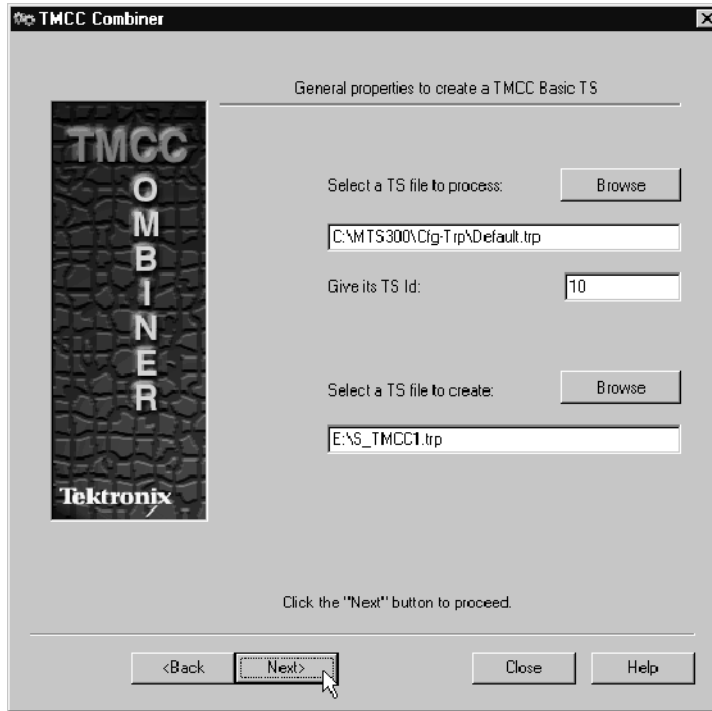 TMCC Combiner
General properties to create a TMCC Basic TS
TMCC
OMBINER
Tektronix
Select a TS file to process:
Browse
C:\MTS300\Cfg-Trp\Default.trp
Give its TS Id:
10
Select a TS file to create:
Browse
E:\S_TMCC1.trp
Click the "Next" button to proceed.
<Back
Next>
Close
Help